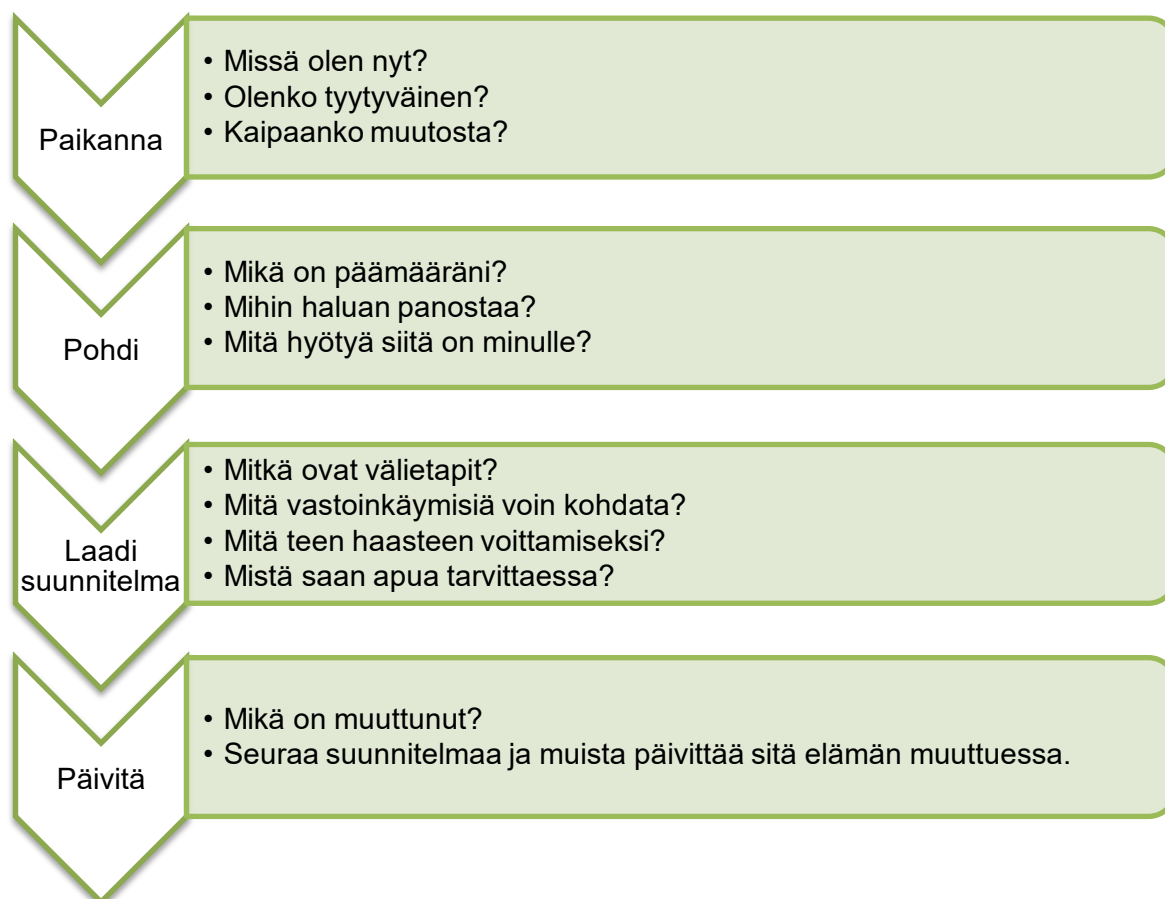 Paikanna
• Missä olen nyt?
• Olenko tyytyväinen?
• Kaipaanko muutosta?
Pohdi
• Mikä on päämääräni?
• Mihin haluan panostaa?
• Mitä hyötyä siitä on minulle?
Laadi
suunnitelma
• Mitkä ovat välietapit?
• Mitä vastoinkäymisiä voin kohdata?
• Mitä teen haasteen voittamiseksi?
• Mistä saan apua tarvittaessa?
Päivitä
• Mikä on muuttunut?
• Seuraa suunnitelmaa ja muista päivittää sitä elämän muuttuessa.